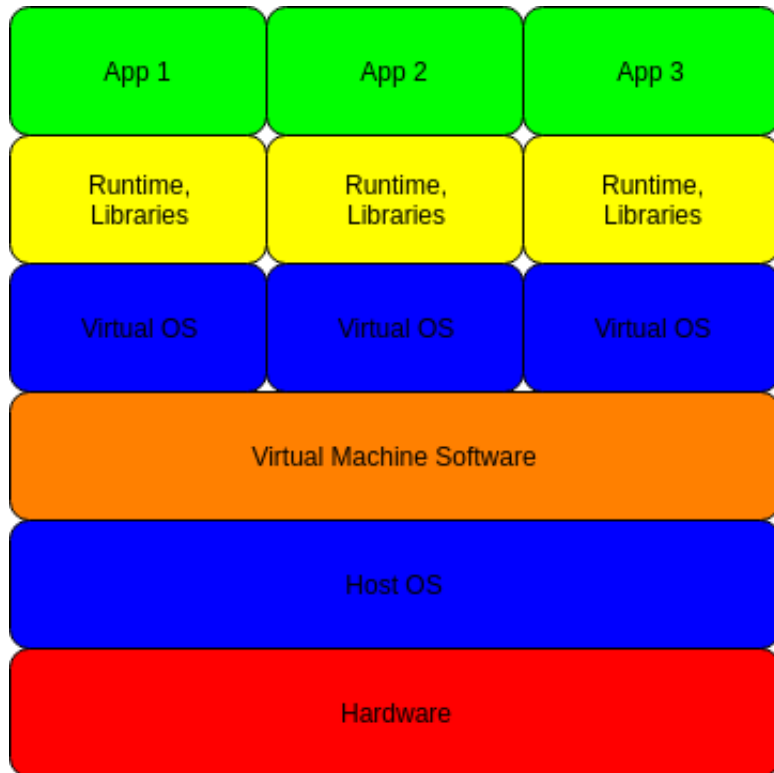 App 1
App 2
App 3
Runtime,
Libraries
Runtime,
Libraries
Runtime,
Libraries
Virtual OS
Virtual OS
Virtual OS
Virtual Machine Software
Host OS
Hardware